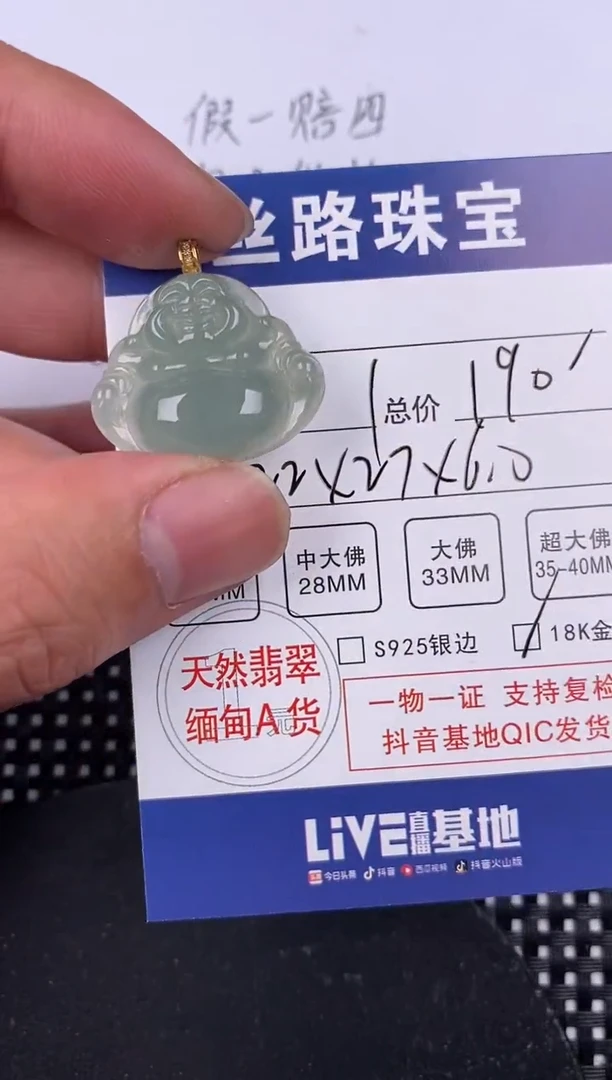 假一赔四
丝路珠宝
总价 190
中大佛 28MM
大佛 33MM
超大佛 35-40MM
S925银边
18K金
天然翡翠
缅甸A货
一物一证 支持复检
抖音基地QIC发货
LiVE直播基地
今日头条 抖音 西瓜视频 抖音火山版